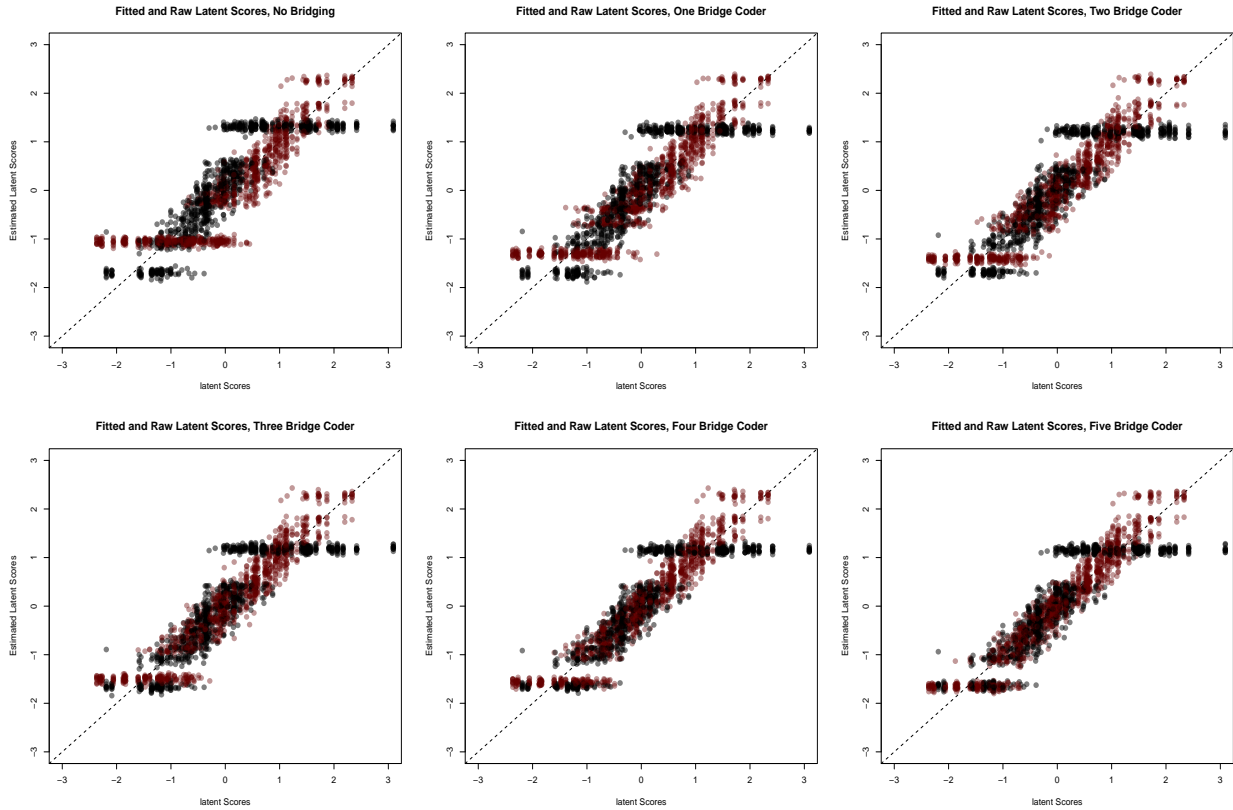 Fitted and Raw Latent Scores, No Bridging
Estimated Latent Scores
3
2
1
0
−1
−2
−3
−3 −2 −1 0 1 2 3
latent Scores
Fitted and Raw Latent Scores, One Bridge Coder
Estimated Latent Scores
3
2
1
0
−1
−2
−3
−3 −2 −1 0 1 2 3
latent Scores
Fitted and Raw Latent Scores, Two Bridge Coder
Estimated Latent Scores
3
2
1
0
−1
−2
−3
−3 −2 −1 0 1 2 3
latent Scores
Fitted and Raw Latent Scores, Three Bridge Coder
Estimated Latent Scores
3
2
1
0
−1
−2
−3
−3 −2 −1 0 1 2 3
latent Scores
Fitted and Raw Latent Scores, Four Bridge Coder
Estimated Latent Scores
3
2
1
0
−1
−2
−3
−3 −2 −1 0 1 2 3
latent Scores
Fitted and Raw Latent Scores, Five Bridge Coder
Estimated Latent Scores
3
2
1
0
−1
−2
−3
−3 −2 −1 0 1 2 3
latent Scores